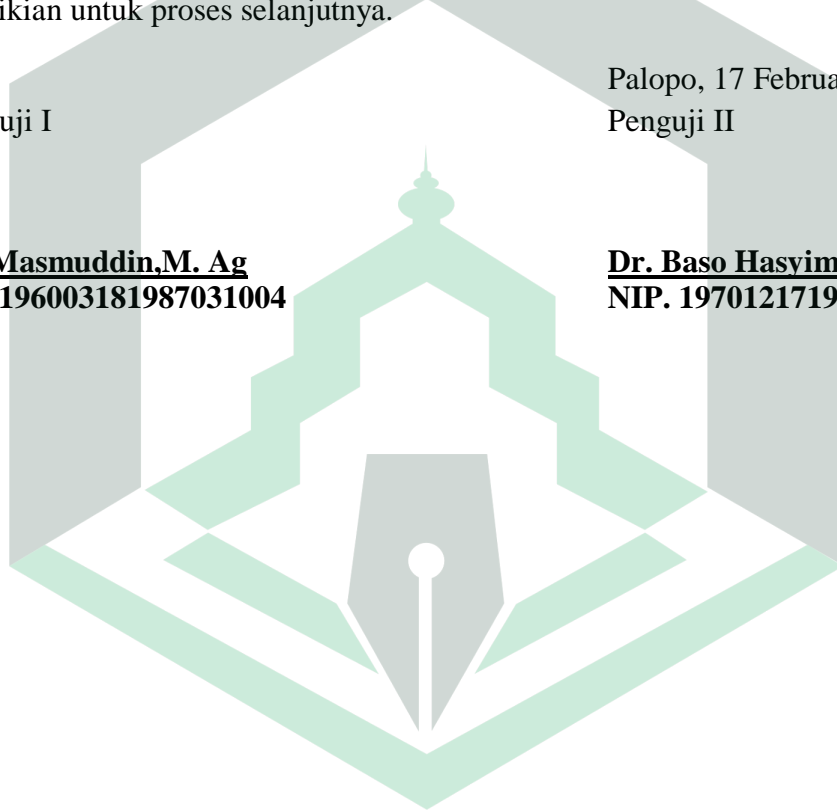 ikian untuk proses selanjutnya.
Palopo, 17 Februa
uji I Penguji II
Masmuddin,M. Ag Dr. Baso Hasyim
196003181987031004 NIP. 1970121719